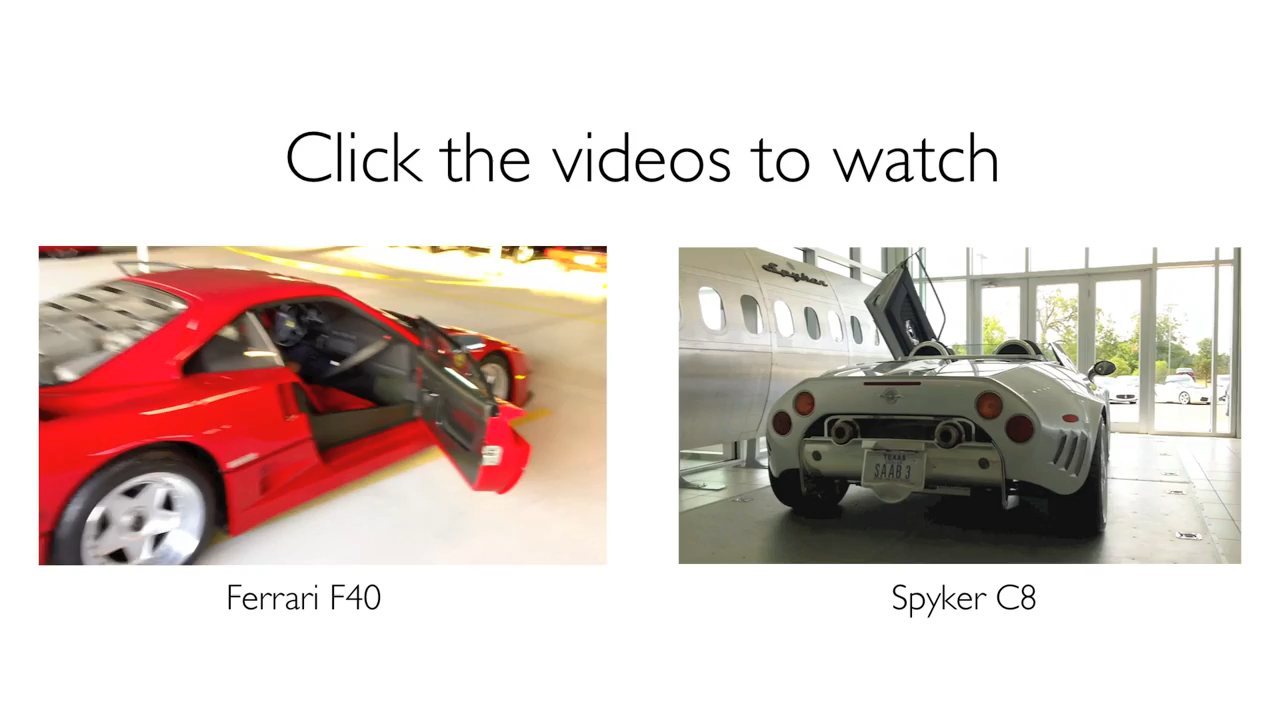 Click the videos to watch
Spyker
TEXAS
SAAB 3
Ferrari F40
Spyker C8